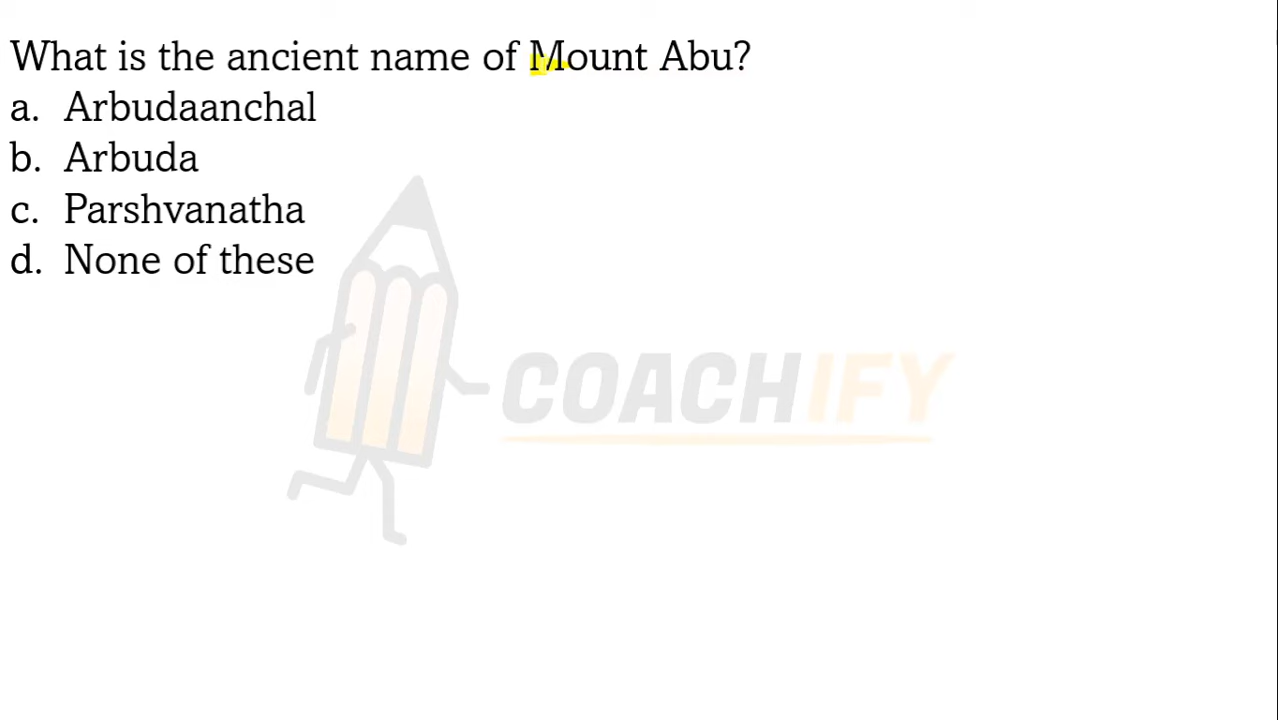 What is the ancient name of Mount Abu?
a. Arbudaanchal
b. Arbuda
c. Parshvanatha
d. None of these
COACHIFY